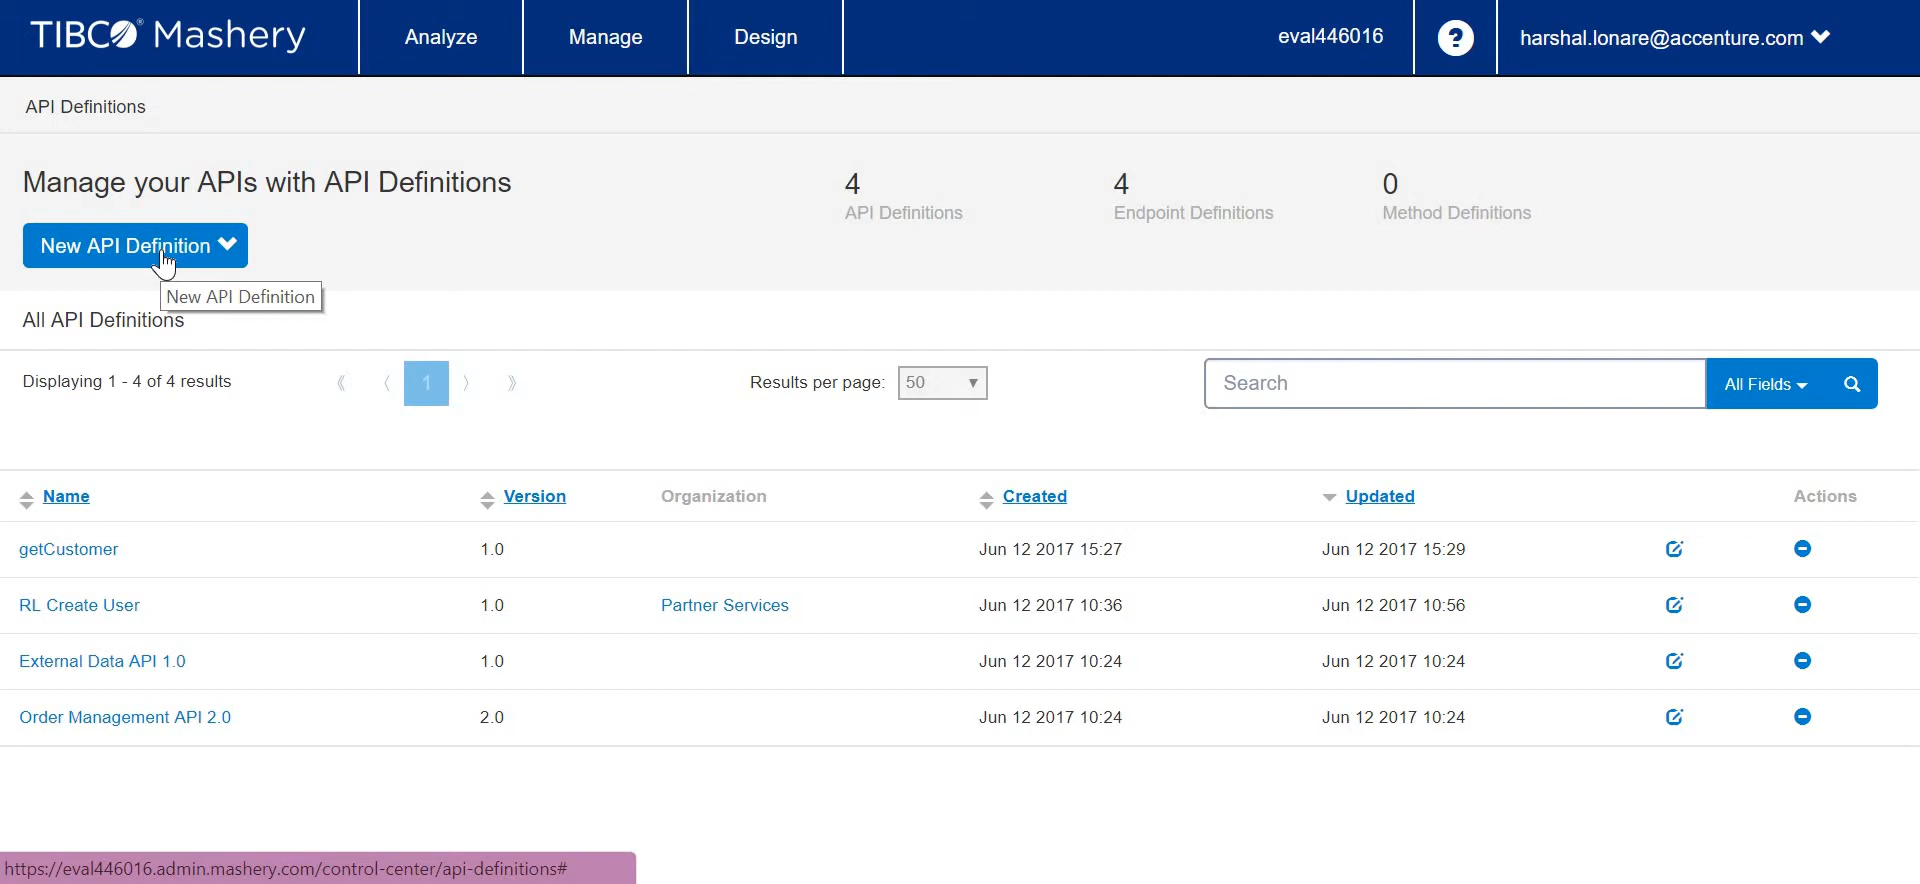 TIBCO® Mashery
Analyze
Manage
Design
eval446016
?
harshal.lonare@accenture.com
API Definitions
Manage your APIs with API Definitions
4
API Definitions
4
Endpoint Definitions
0
Method Definitions
New API Definition
New API Definition
All API Definitions
Displaying 1 - 4 of 4 results
《 〈 1 〉 》
Results per page: 50
Search
All Fields
Name Version Organization Created Updated Actions
getCustomer 1.0 Jun 12 2017 15:27 Jun 12 2017 15:29
RL Create User 1.0 Partner Services Jun 12 2017 10:36 Jun 12 2017 10:56
External Data API 1.0 1.0 Jun 12 2017 10:24 Jun 12 2017 10:24
Order Management API 2.0 2.0 Jun 12 2017 10:24 Jun 12 2017 10:24
https://eval446016.admin.mashery.com/control-center/api-definitions#